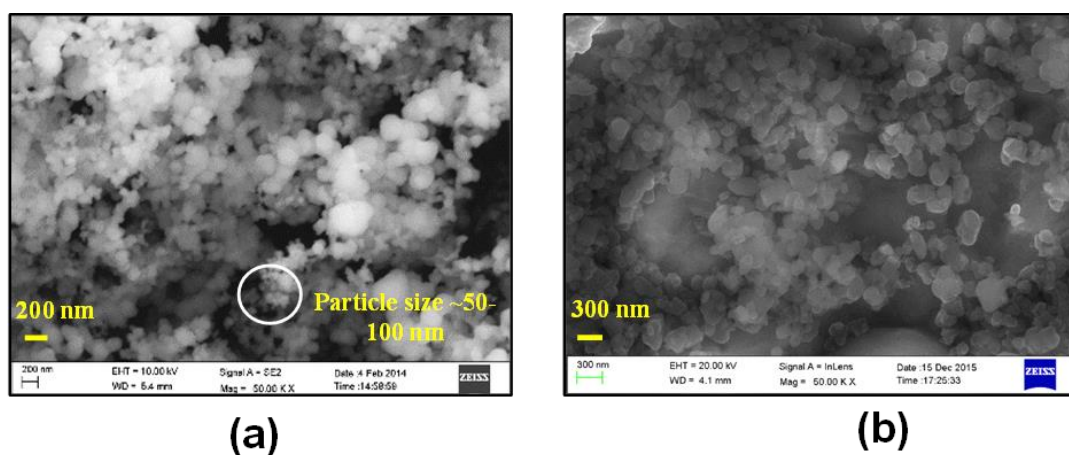 200 nm
Particle size ~50-
100 nm
200 nm
EHT = 10.00 kV
Signal A = SE2
Date :4 Feb 2014
WD = 5.4 mm
Mag = 50.00 K X
Time :14:58:59
ZEISS
(a)
300 nm
300 nm
EHT = 20.00 kV
Signal A = InLens
Date :15 Dec 2015
WD = 4.1 mm
Mag = 50.00 K X
Time :17:25:33
ZEISS
(b)